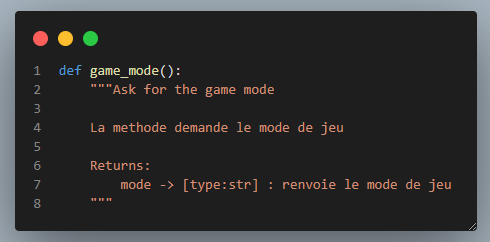 1 def game_mode():
2     """Ask for the game mode
3
4     La methode demande le mode de jeu
5
6     Returns:
7         mode -> [type:str] : renvoie le mode de jeu
8     """